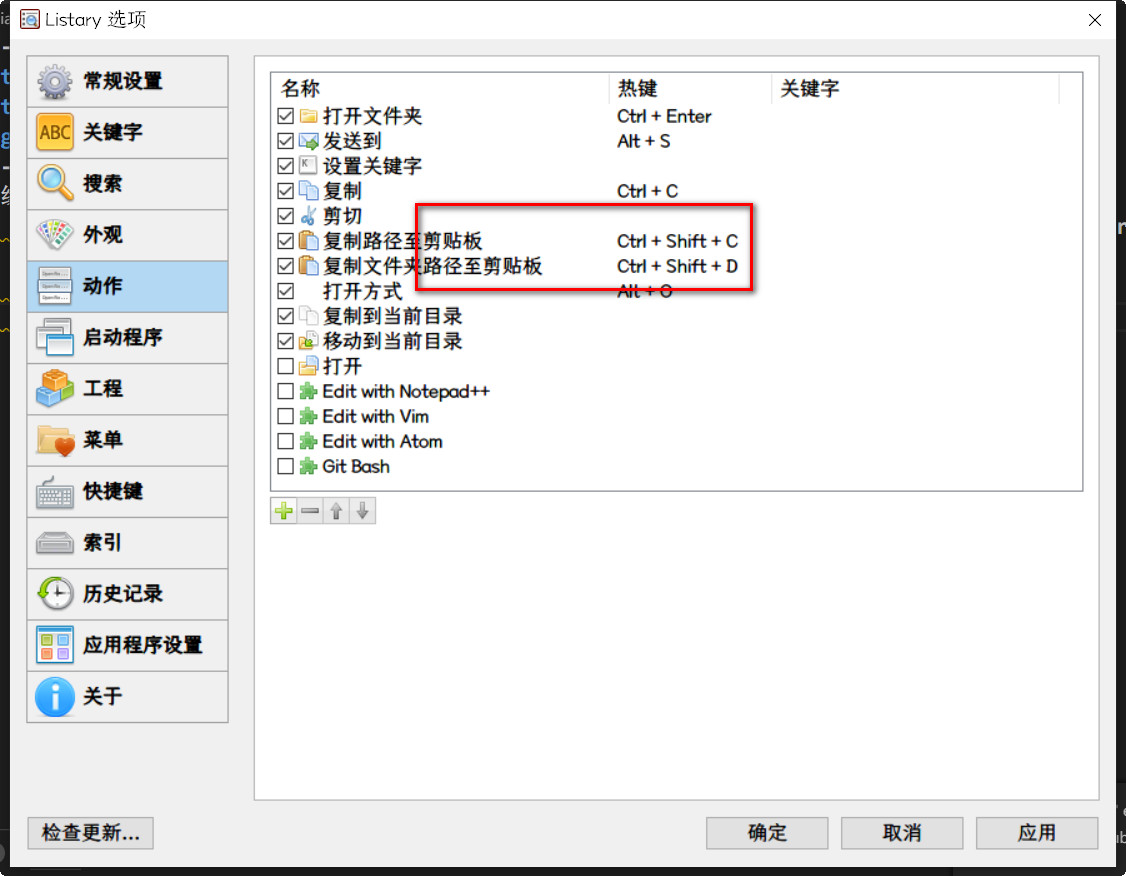 Listary 选项
常规设置
ABC 关键字
搜索
外观
动作
启动程序
工程
菜单
快捷键
索引
历史记录
应用程序设置
关于
名称 热键 关键字
打开文件夹 Ctrl + Enter
发送到 Alt + S
设置关键字
复制 Ctrl + C
剪切
复制路径至剪贴板 Ctrl + Shift + C
复制文件夹路径至剪贴板 Ctrl + Shift + D
打开方式 Alt + O
复制到当前目录
移动到当前目录
打开
Edit with Notepad++
Edit with Vim
Edit with Atom
Git Bash
检查更新...
确定 取消 应用